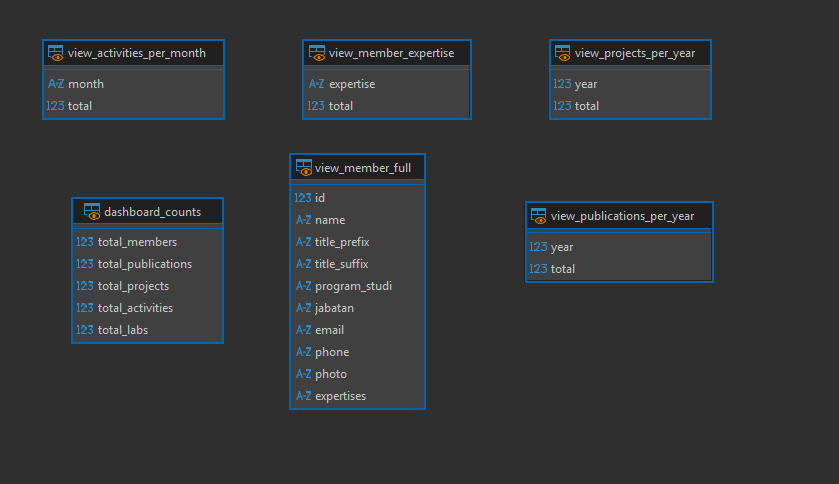 view_activities_per_month
A-Z month
123 total
view_member_expertise
A-Z expertise
123 total
view_projects_per_year
123 year
123 total
dashboard_counts
123 total_members
123 total_publications
123 total_projects
123 total_activities
123 total_labs
view_member_full
123 id
A-Z name
A-Z title_prefix
A-Z title_suffix
A-Z program_studi
A-Z jabatan
A-Z email
A-Z phone
A-Z photo
A-Z expertises
view_publications_per_year
123 year
123 total